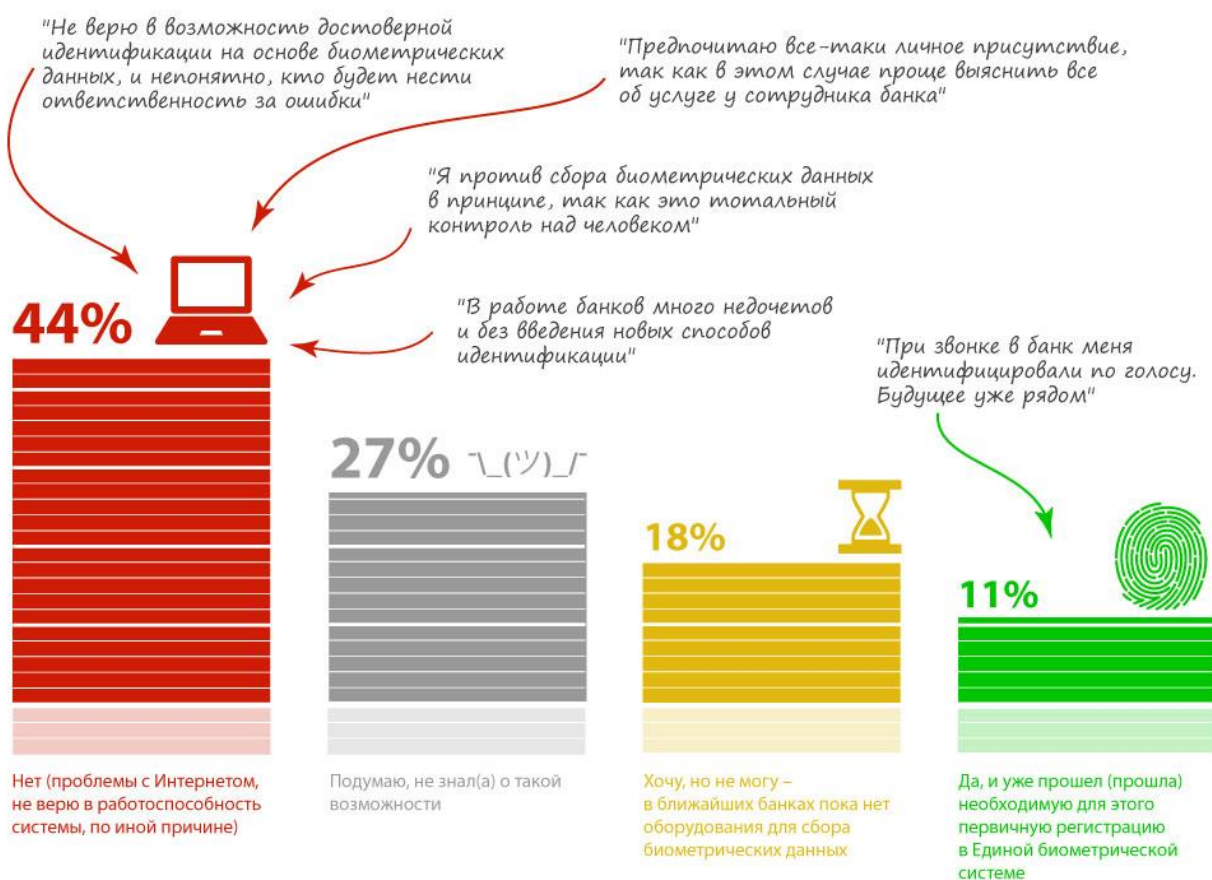 "Не верю в возможность достоверной
идентификации на основе биометрических
данных, и непонятно, кто будет нести
ответственность за ошибки"
"Предпочитаю все-таки личное присутствие,
так как в этом случае проще выяснить все
об услуге у сотрудника банка"
"Я против сбора биометрических данных
в принципе, так как это тотальный
контроль над человеком"
"В работе банков много недочетов
и без введения новых способов
идентификации"
"При звонке в банк меня
идентифицировали по голосу.
Будущее уже рядом"
44%
27% ¯\_(ツ)_/¯
18%
11%
Нет (проблемы с Интернетом,
не верю в работоспособность
системы, по иной причине)
Подумаю, не знал(а) о такой
возможности
Хочу, но не могу –
в ближайших банках пока нет
оборудования для сбора
биометрических данных
Да, и уже прошел (прошла)
необходимую для этого
первичную регистрацию
в Единой биометрической
системе